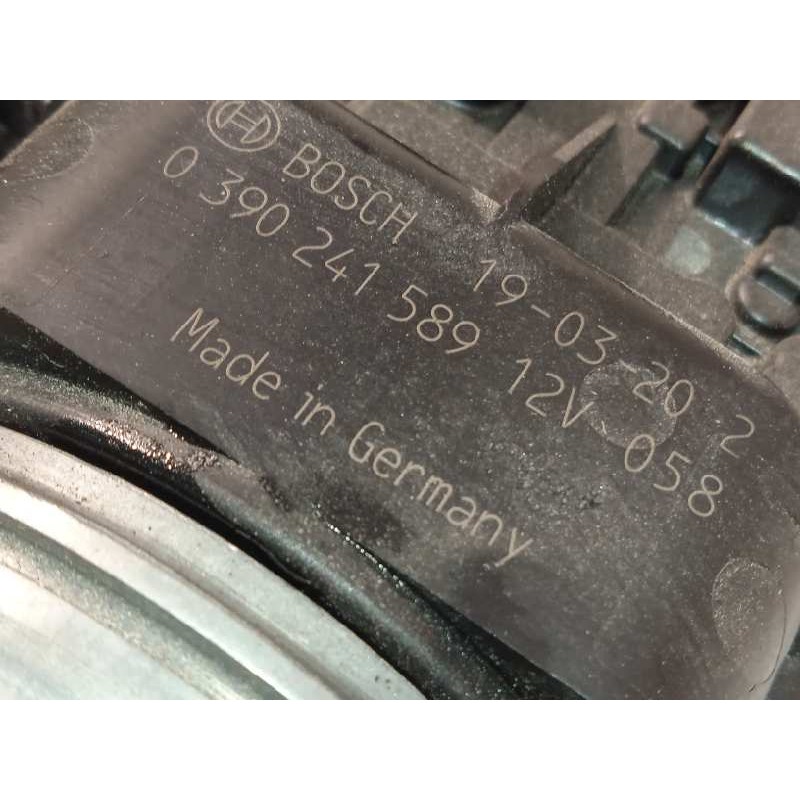 BOSCH 19-03 20 2
0 390 241 589 12V 058
Made in Germany